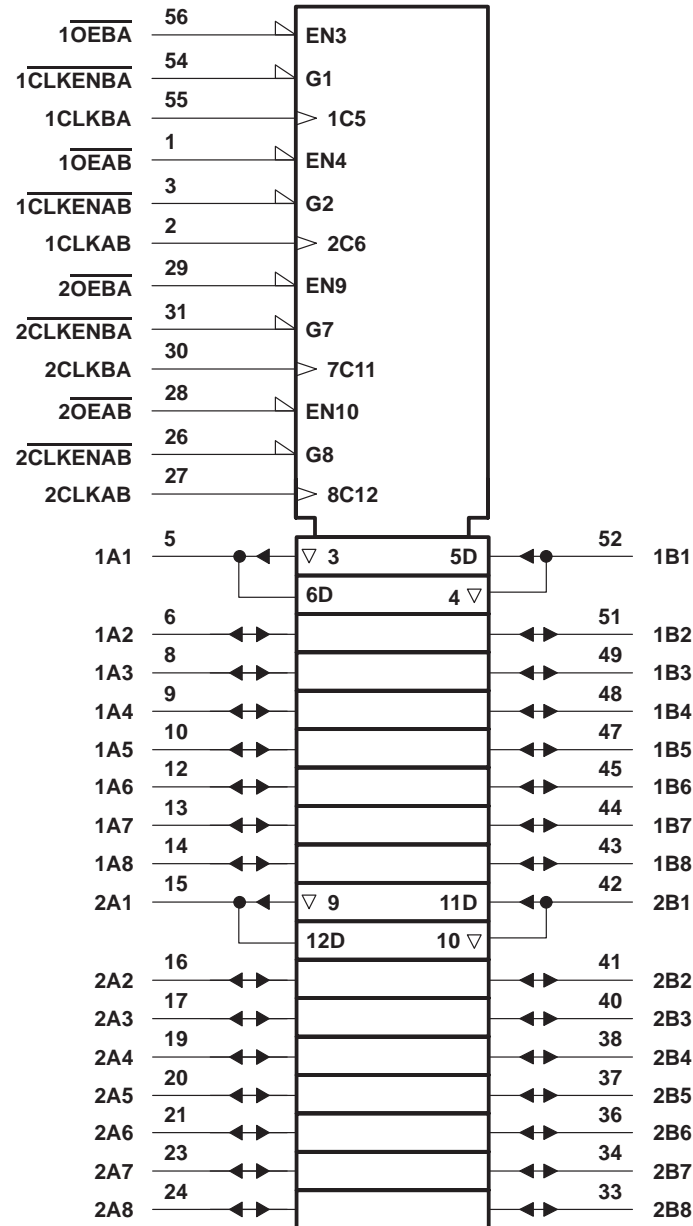 1OEBA 56 EN3
1CLKENBA 54 G1
1CLKBA 55 1C5
1OEAB 1 EN4
1CLKENAB 3 G2
1CLKAB 2 2C6
2OEBA 29 EN9
2CLKENBA 31 G7
2CLKBA 30 7C11
2OEAB 28 EN10
2CLKENAB 26 G8
2CLKAB 27 8C12
1A1 5 3 5D 52 1B1
6D 4
1A2 6 51 1B2
1A3 8 49 1B3
1A4 9 48 1B4
1A5 10 47 1B5
1A6 12 45 1B6
1A7 13 44 1B7
1A8 14 43 1B8
2A1 15 9 11D 42 2B1
12D 10
2A2 16 41 2B2
2A3 17 40 2B3
2A4 19 38 2B4
2A5 20 37 2B5
2A6 21 36 2B6
2A7 23 34 2B7
2A8 24 33 2B8